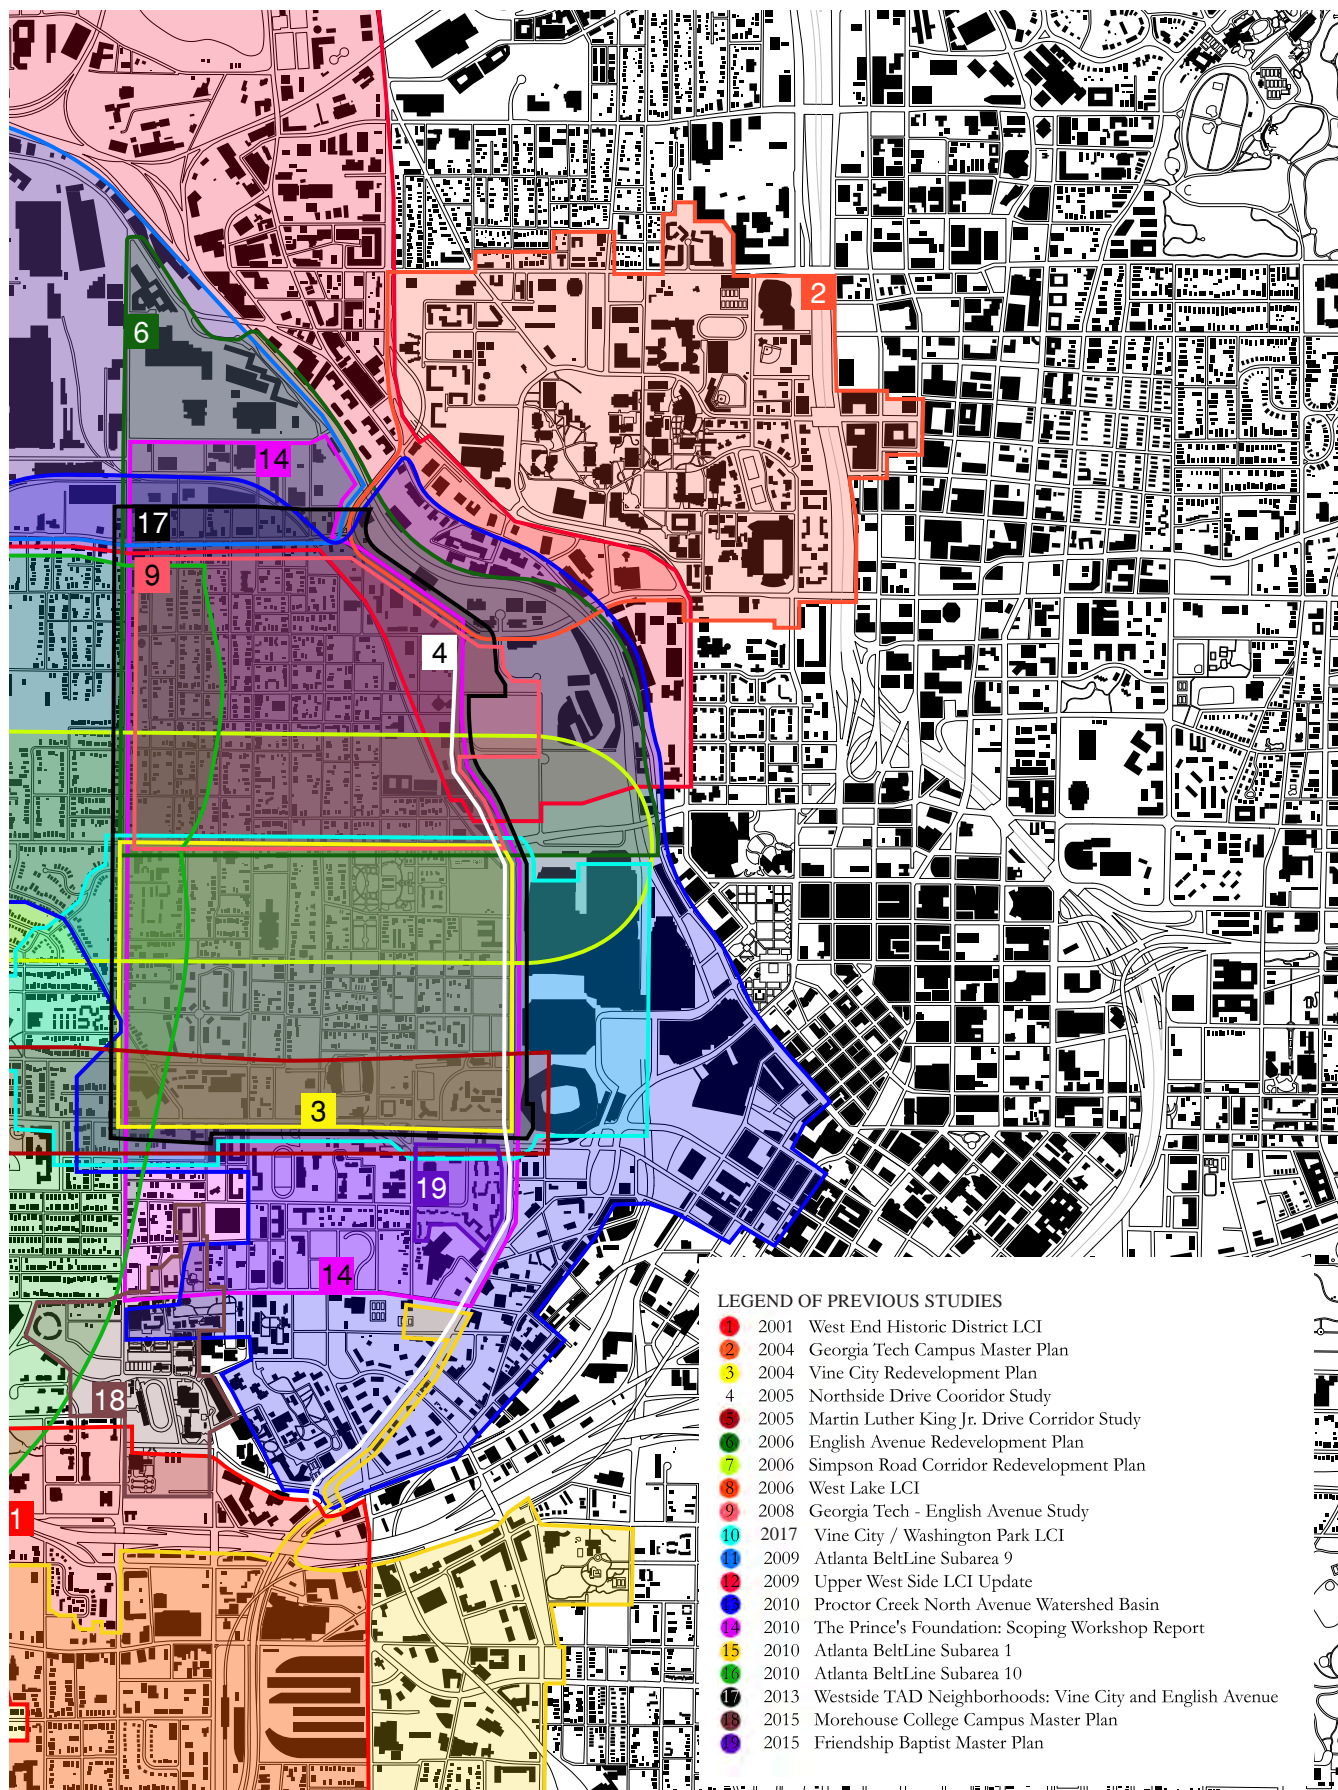 2
6
14
17
9
4
3
19
14
18
1
LEGEND OF PREVIOUS STUDIES
1 2001 West End Historic District LCI
2 2004 Georgia Tech Campus Master Plan
3 2004 Vine City Redevelopment Plan
4 2005 Northside Drive Cooridor Study
5 2005 Martin Luther King Jr. Drive Corridor Study
6 2006 English Avenue Redevelopment Plan
7 2006 Simpson Road Corridor Redevelopment Plan
8 2006 West Lake LCI
9 2008 Georgia Tech - English Avenue Study
10 2017 Vine City / Washington Park LCI
11 2009 Atlanta BeltLine Subarea 9
12 2009 Upper West Side LCI Update
13 2010 Proctor Creek North Avenue Watershed Basin
14 2010 The Prince's Foundation: Scoping Workshop Report
15 2010 Atlanta BeltLine Subarea 1
16 2010 Atlanta BeltLine Subarea 10
17 2013 Westside TAD Neighborhoods: Vine City and English Avenue
18 2015 Morehouse College Campus Master Plan
19 2015 Friendship Baptist Master Plan